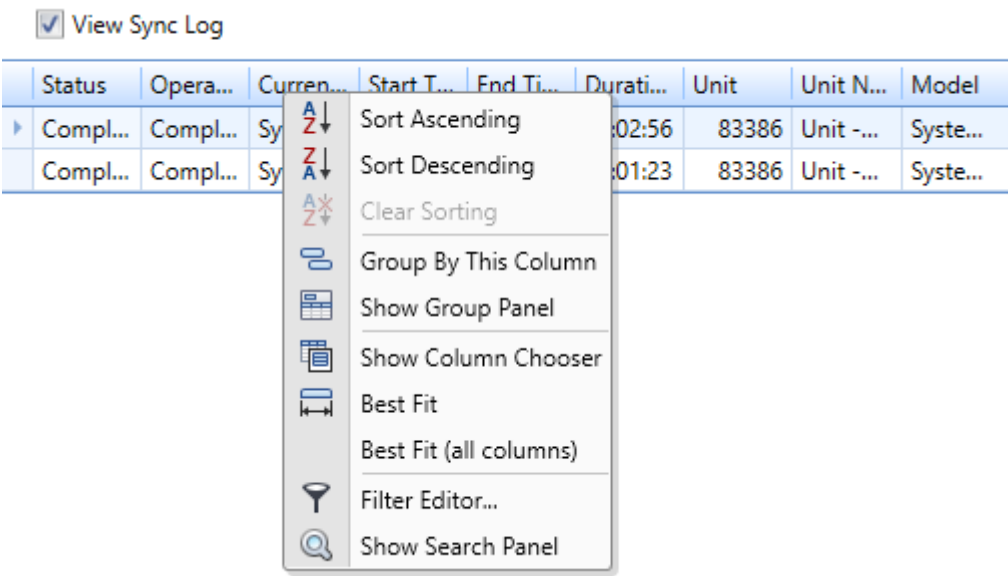 View Sync Log
Status Opera... Curren... Start T... End Ti... Durati... Unit Unit N... Model
Compl... Compl... Sy :02:56 83386 Unit -... Syste...
Compl... Compl... Sy :01:23 83386 Unit -... Syste...
Sort Ascending
Sort Descending
Clear Sorting
Group By This Column
Show Group Panel
Show Column Chooser
Best Fit
Best Fit (all columns)
Filter Editor...
Show Search Panel